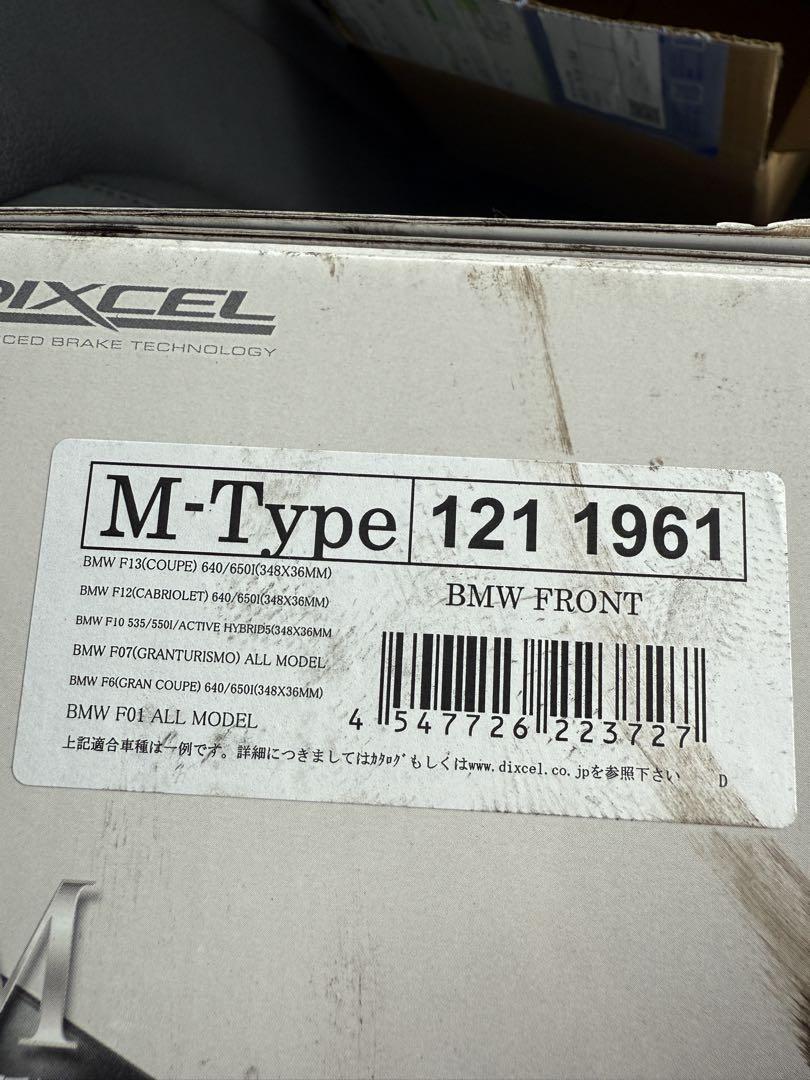 DIXCEL
CED BRAKE TECHNOLOGY
M-Type 121 1961
BMW F13(COUPE) 640/650I(348X36MM)
BMW F12(CABRIOLET) 640/650I(348X36MM)
BMW F10 535/550I/ACTIVE HYBRID5(348X36MM
BMW F07(GRANTURISMO) ALL MODEL
BMW F6(GRAN COUPE) 640/650I(348X36MM)
BMW F01 ALL MODEL
BMW FRONT
4 547726 223727
上記適合車種は一例です。詳細につきましてはｶﾀﾛｸﾞもしくはwww.dixcel.co.jpを参照下さい D